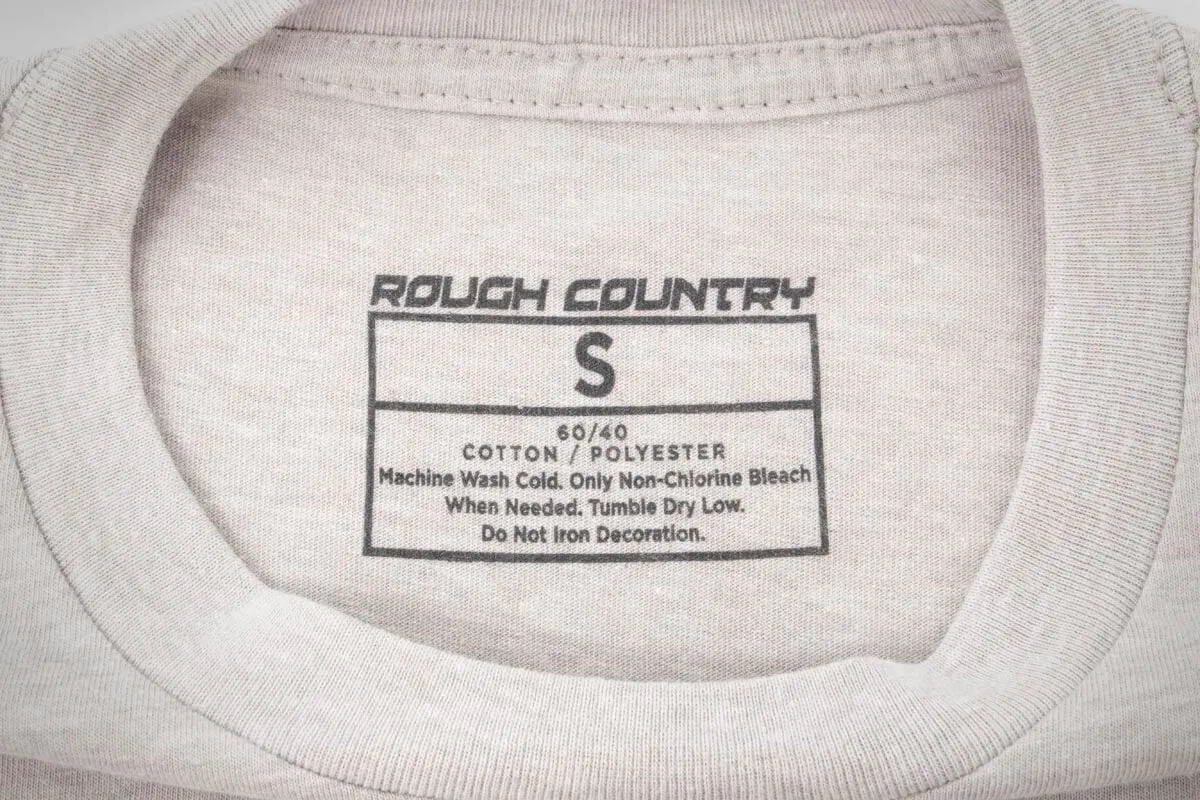 ROUGH COUNTRY
S
60/40
COTTON / POLYESTER
Machine Wash Cold. Only Non-Chlorine Bleach
When Needed. Tumble Dry Low.
Do Not Iron Decoration.